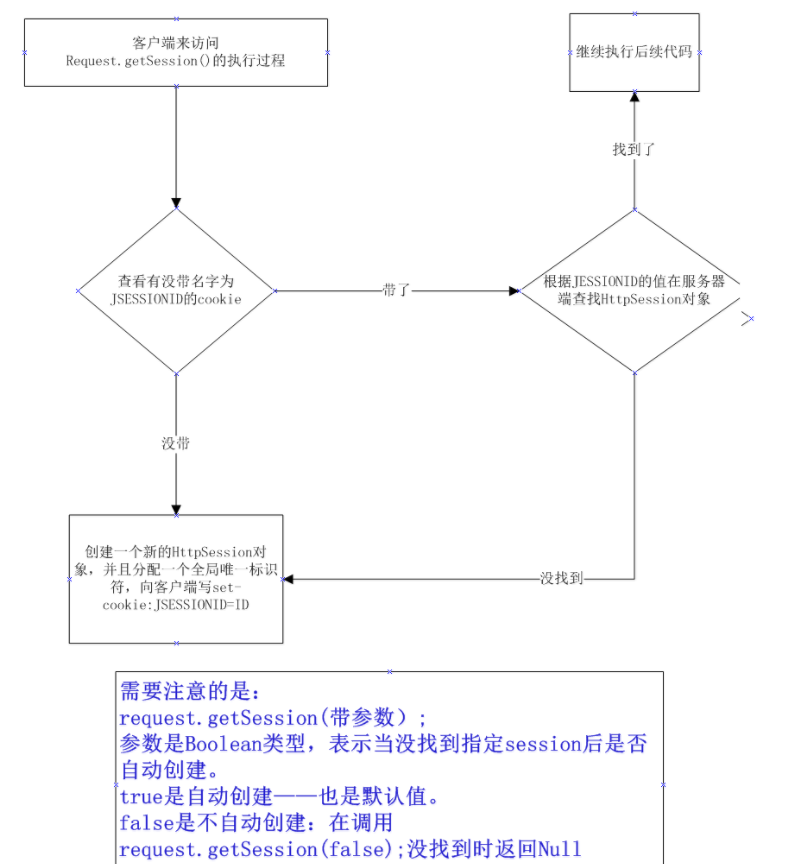 客户端来访问
Request.getSession()的执行过程
继续执行后续代码
找到了
查看有没带名字为
JSESSIONID的cookie
带了
根据JESSIONID的值在服务器
端查找HttpSession对象
没带
创建一个新的HttpSession对
象，并且分配一个全局唯一标识
符，向客户端写set-
cookie:JSESSIONID=ID
没找到
需要注意的是：
request.getSession(带参数）;
参数是Boolean类型，表示当没找到指定session后是否
自动创建。
true是自动创建——也是默认值。
false是不自动创建：在调用
request.getSession(false);没找到时返回Null